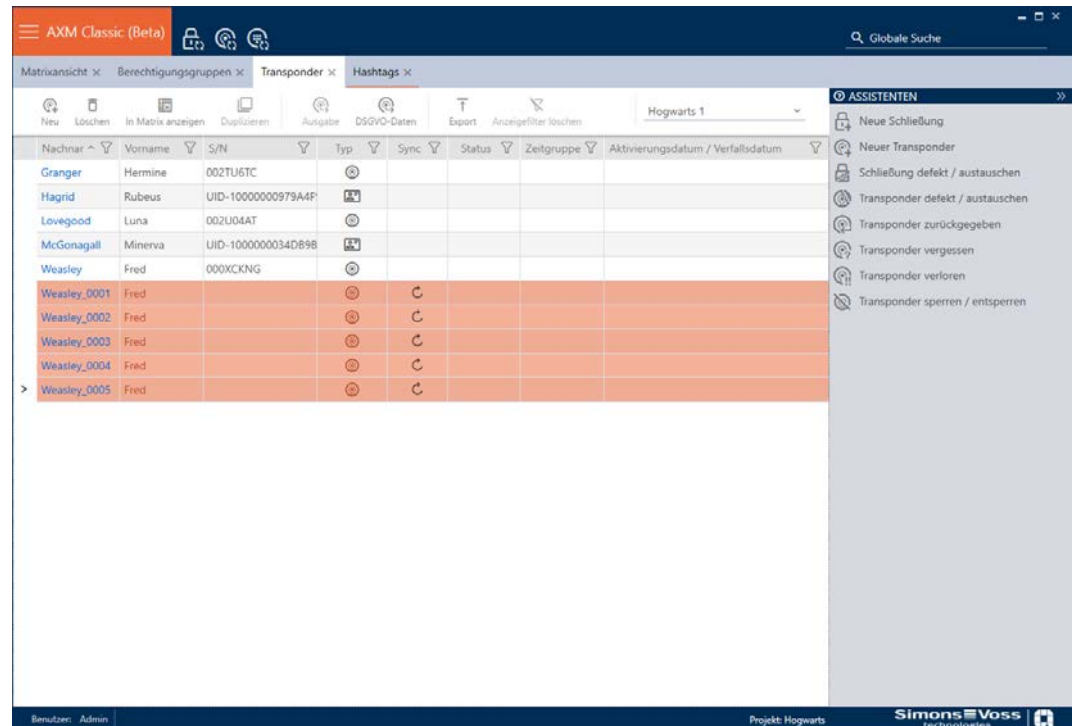 AXM Classic (Beta)
Globale Suche
Matrixansicht × Berechtigungsgruppen × Transponder × Hashtags ×
Neu Löschen In Matrix anzeigen Duplizieren Ausgabe DSGVO-Daten Export Anzeigefilter löschen Hogwarts 1
Nachnar Vorname S/N Typ Sync Status Zeitgruppe Aktivierungsdatum / Verfallsdatum
Granger Hermine 002TU6TC
Hagrid Rubeus
Lovegood Luna 002U04AT
McGonagall Minerva UID-1000000034DB9B
Weasley Fred 000XCKNG
Weasley_0001 Fred
Weasley_0002 Fred
Weasley_0003 Fred
Weasley_0004 Fred
Weasley_0005 Fred
ASSISTENTEN
Neue Schließung
Neuer Transponder
Schließung defekt / austauschen
Transponder defekt / austauschen
Transponder zurückgegeben
Transponder vergessen
Transponder verloren
Transponder sperren / entsperren
Benutzer: Admin
Projekt: Hogwarts
Simons≡Voss
technologies